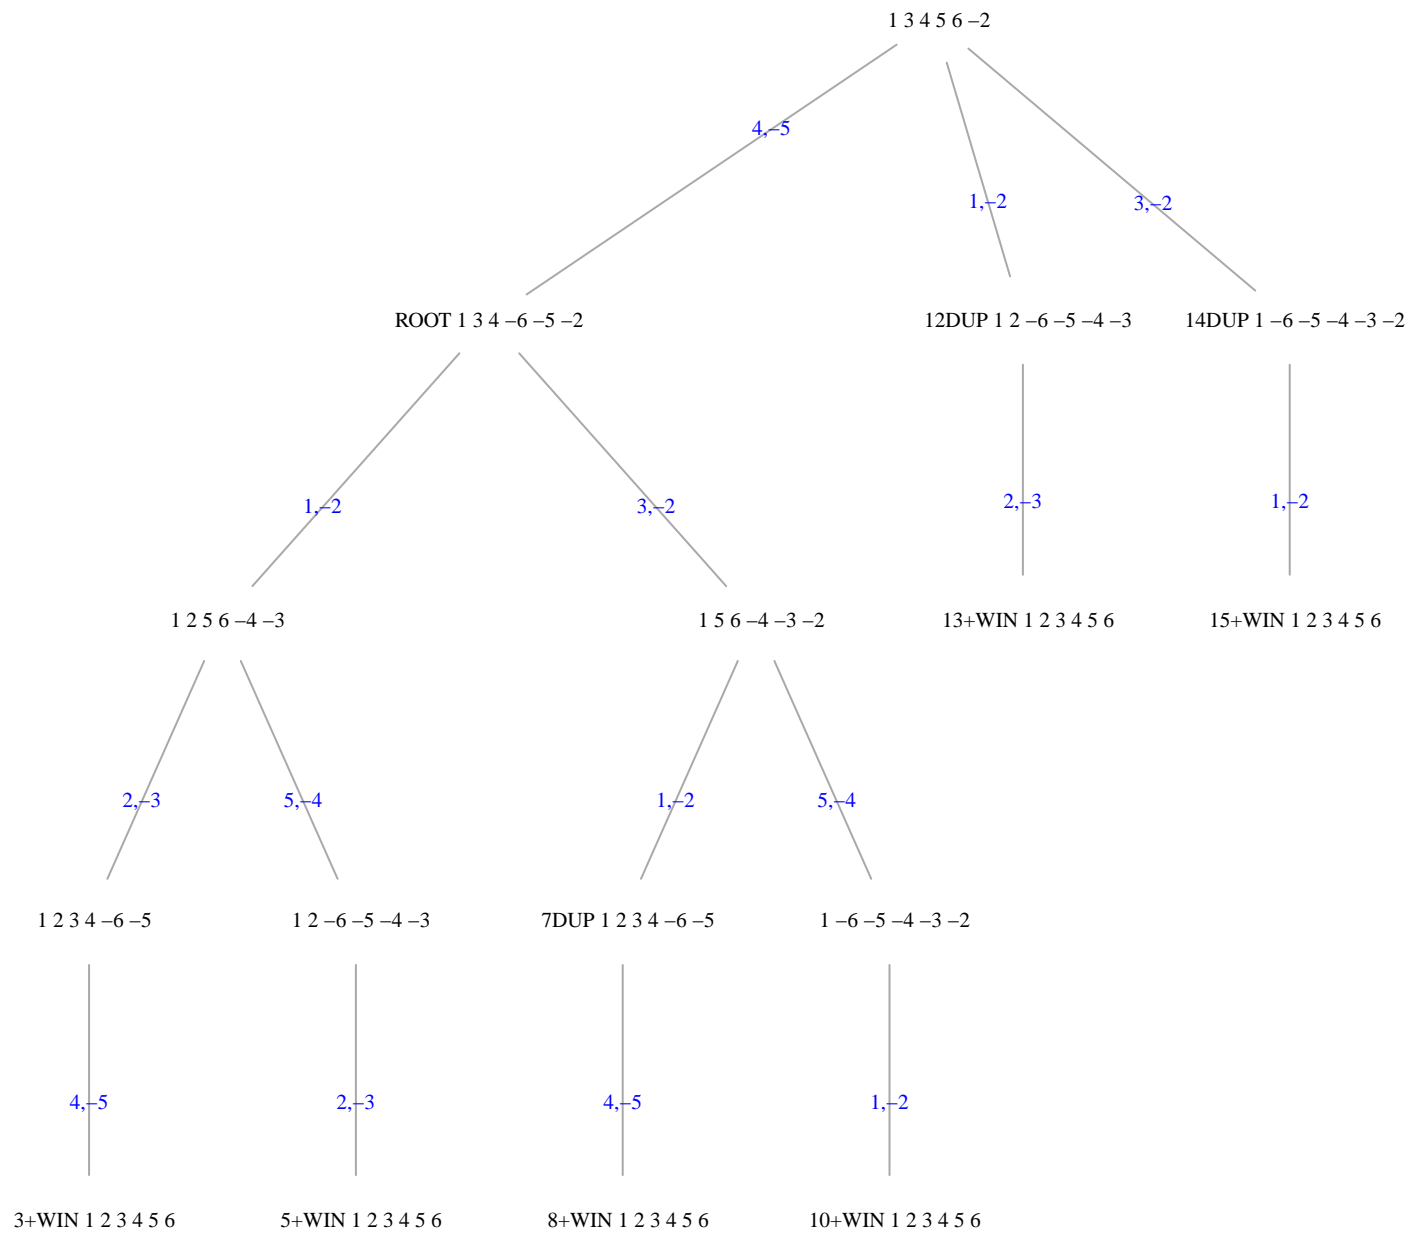 1 3 4 5 6 –2
4,–5
1,–2
3,–2
ROOT 1 3 4 –6 –5 –2
12DUP 1 2 –6 –5 –4 –3
14DUP 1 –6 –5 –4 –3 –2
1,–2
3,–2
2,–3
1,–2
1 2 5 6 –4 –3
1 5 6 –4 –3 –2
13+WIN 1 2 3 4 5 6
15+WIN 1 2 3 4 5 6
2,–3
5,–4
1,–2
5,–4
1 2 3 4 –6 –5
1 2 –6 –5 –4 –3
7DUP 1 2 3 4 –6 –5
1 –6 –5 –4 –3 –2
4,–5
2,–3
4,–5
1,–2
3+WIN 1 2 3 4 5 6
5+WIN 1 2 3 4 5 6
8+WIN 1 2 3 4 5 6
10+WIN 1 2 3 4 5 6